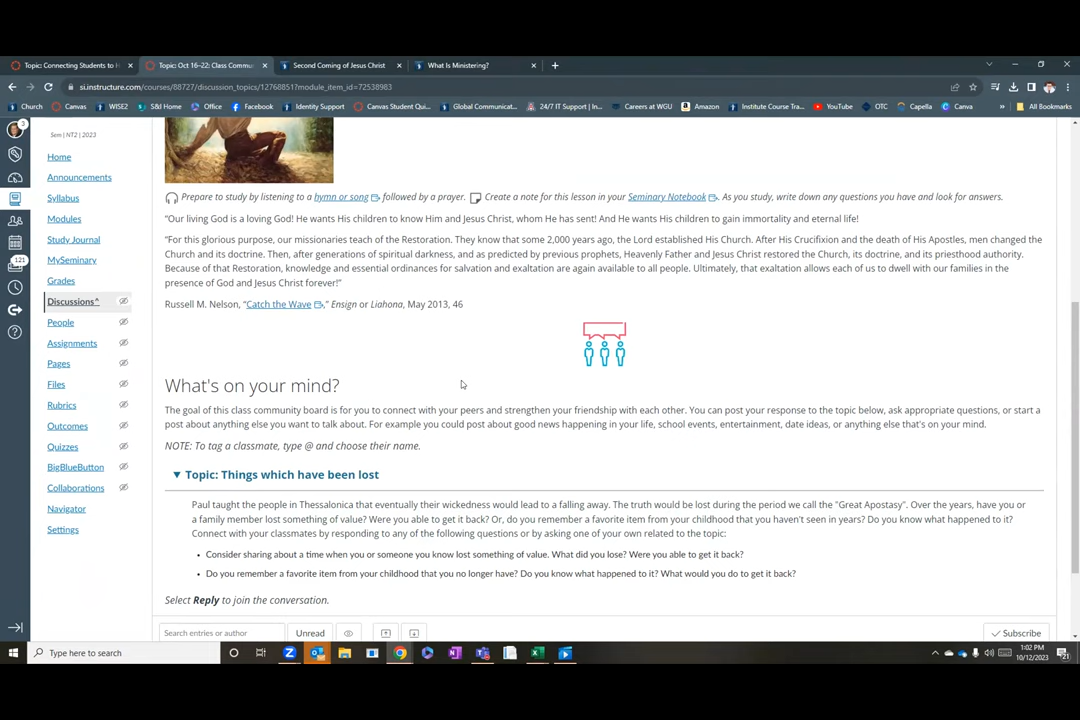 Topic: Connecting Students to H
Topic: Oct 16–22: Class Commu
Second Coming of Jesus Christ
What Is Ministering?
si.instructure.com/courses/88727/discussion_topics/12768851?module_item_id=72538983
Church
Canvas
WISE2
S&I Home
Office
Facebook
Identity Support
Canvas Student Qui...
Global Communicat...
24/7 IT Support | In...
Careers at WGU
Amazon
Institute Course Tra...
YouTube
OTC
Capella
Canva
»
All Bookmarks
3
Sem | NT2 | 2023
Home
Announcements
Syllabus
Modules
Study Journal
MySeminary
121
Grades
Discussions^
People
Assignments
Pages
Files
Rubrics
Outcomes
Quizzes
BigBlueButton
Collaborations
Navigator
Settings
Prepare to study by listening to a hymn or song followed by a prayer. Create a note for this lesson in your Seminary Notebook. As you study, write down any questions you have and look for answers.
“Our living God is a loving God! He wants His children to know Him and Jesus Christ, whom He has sent! And He wants His children to gain immortality and eternal life!
“For this glorious purpose, our missionaries teach of the Restoration. They know that some 2,000 years ago, the Lord established His Church. After His Crucifixion and the death of His Apostles, men changed the
Church and its doctrine. Then, after generations of spiritual darkness, and as predicted by previous prophets, Heavenly Father and Jesus Christ restored the Church, its doctrine, and its priesthood authority.
Because of that Restoration, knowledge and essential ordinances for salvation and exaltation are again available to all people. Ultimately, that exaltation allows each of us to dwell with our families in the
presence of God and Jesus Christ forever!”
Russell M. Nelson, “Catch the Wave,” Ensign or Liahona, May 2013, 46
What's on your mind?
The goal of this class community board is for you to connect with your peers and strengthen your friendship with each other. You can post your response to the topic below, ask appropriate questions, or start a
post about anything else you want to talk about. For example you could post about good news happening in your life, school events, entertainment, date ideas, or anything else that's on your mind.
NOTE: To tag a classmate, type @ and choose their name.
Topic: Things which have been lost
Paul taught the people in Thessalonica that eventually their wickedness would lead to a falling away. The truth would be lost during the period we call the "Great Apostasy". Over the years, have you or
a family member lost something of value? Were you able to get it back? Or, do you remember a favorite item from your childhood that you haven't seen in years? Do you know what happened to it?
Connect with your classmates by responding to any of the following questions or by asking one of your own related to the topic:
• Consider sharing about a time when you or someone you know lost something of value. What did you lose? Were you able to get it back?
• Do you remember a favorite item from your childhood that you no longer have? Do you know what happened to it? What would you do to get it back?
Select Reply to join the conversation.
Search entries or author
Unread
Subscribe
Type here to search
1:02 PM
10/12/2023
21